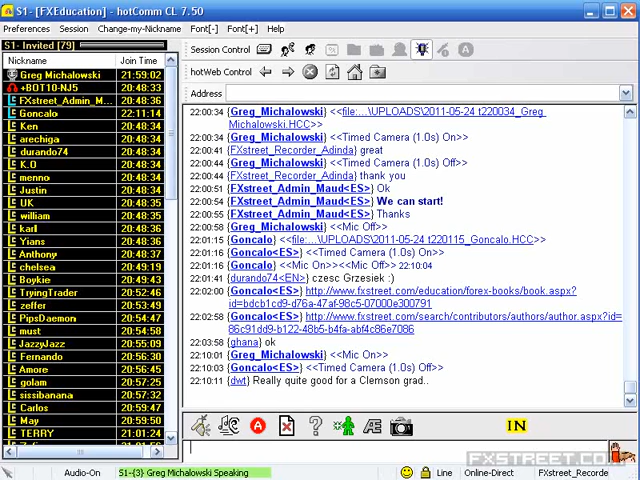 S1- [FXEducation] - hotComm CL 7.50
Preferences Session Change-my-Nickname Font[-] Font[+] Help
S1- Invited [79]
Nickname Join Time
Greg Michalowski 21:59:02
+BOT10-NJ5 20:48:33
FXstreet_Admin_M... 20:48:36
Goncalo 22:11:14
Ken 20:48:34
arechiga 20:48:34
durando74 20:48:34
K.O 20:48:34
menno 20:48:34
Justin 20:48:34
UK 20:48:35
william 20:48:35
karl 20:48:36
Yians 20:48:36
Anthony 20:48:37
chelsea 20:49:19
Boykie 20:49:43
TryingTrader 20:52:46
zeffer 20:53:49
PipsDaemon 20:54:47
must 20:54:58
JazzyJazz 20:55:09
Fernando 20:56:30
Amore 20:56:45
golam 20:57:25
sissibanana 20:57:32
Carlos 20:59:47
May 20:59:50
TERRY 21:01:24
Session Control
hotWeb Control
Address
22:00:34 {Greg_Michalowski} <<file:...\UPLOADS\2011-05-24 t220034_Greg
Michalowski.HCC>>
22:00:34 {Greg_Michalowski} <<Timed Camera (1.0s) On>>
22:00:41 {FXstreet_Recorder_Adinda} great
22:00:44 {Greg_Michalowski} <<Timed Camera (1.0s) Off>>
22:00:44 {FXstreet_Recorder_Adinda} thank you
22:00:51 {FXstreet_Admin_Maud<ES>} Ok
22:00:54 {FXstreet_Admin_Maud<ES>} We can start!
22:00:55 {FXstreet_Admin_Maud<ES>} Thanks
22:00:58 {Greg_Michalowski} <<Mic Off>>
22:01:15 {Goncalo} <<file:...\UPLOADS\2011-05-24 t220115_Goncalo.HCC>>
22:01:16 {Goncalo<ES>} <<Timed Camera (1.0s) On>>
22:01:16 {Goncalo} <<Mic On>><<Mic Off>> 22:10:04
22:01:41 {durando74<EN>} czesc Grzesiek :)
22:02:00 {Goncalo<ES>} http://www.fxstreet.com/education/forex-books/book.aspx?
id=bdcb1cd9-d76a-47af-98c5-07000e300791
22:02:58 {Goncalo<ES>} http://www.fxstreet.com/search/contributors/authors/author.aspx?id=
86c91dd9-b122-48b5-b4fa-abf4c86e7086
22:03:58 {ghana} ok
22:10:01 {Greg_Michalowski} <<Mic On>>
22:10:03 {Goncalo<ES>} <<Timed Camera (1.0s) Off>>
22:10:11 {dwt} Really quite good for a Clemson grad..
IN
FXSTREET.COM
Audio-On S1-{3} Greg Michalowski Speaking Line Online-Direct FXstreet_Recorde